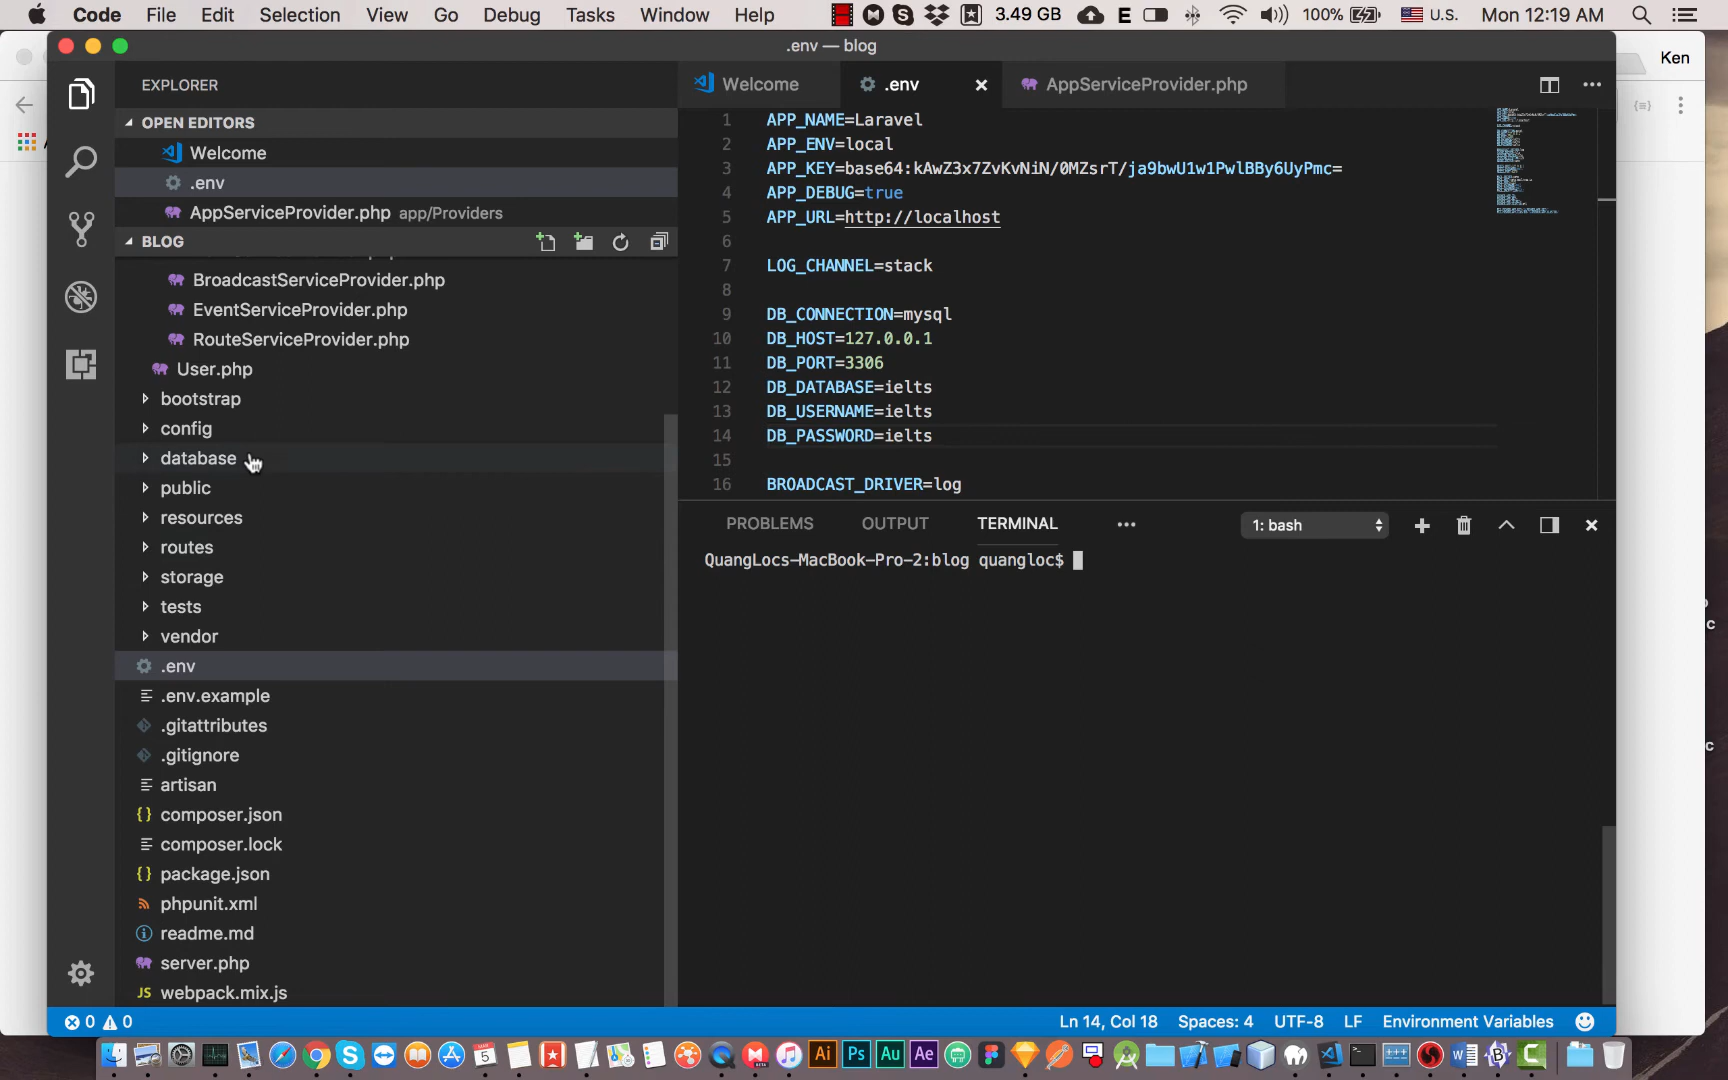 Code File Edit Selection View Go Debug Tasks Window Help 3.49 GB E 100% U.S. Mon 12:19 AM
.env — blog
Ken
EXPLORER
Welcome .env AppServiceProvider.php
OPEN EDITORS
Welcome
.env
AppServiceProvider.php app/Providers
BLOG
BroadcastServiceProvider.php
EventServiceProvider.php
RouteServiceProvider.php
User.php
bootstrap
config
database
public
resources
routes
storage
tests
vendor
.env
.env.example
.gitattributes
.gitignore
artisan
composer.json
composer.lock
package.json
phpunit.xml
readme.md
server.php
JS webpack.mix.js
1 APP_NAME=Laravel
2 APP_ENV=local
3 APP_KEY=base64:kAwZ3x7ZvKvNiN/0MZsrT/ja9bwU1w1PwlBBy6UyPmc=
4 APP_DEBUG=true
5 APP_URL=http://localhost
6
7 LOG_CHANNEL=stack
8
9 DB_CONNECTION=mysql
10 DB_HOST=127.0.0.1
11 DB_PORT=3306
12 DB_DATABASE=ielts
13 DB_USERNAME=ielts
14 DB_PASSWORD=ielts
15
16 BROADCAST_DRIVER=log
PROBLEMS OUTPUT TERMINAL ••• 1: bash
QuangLocs-MacBook-Pro-2:blog quangloc$
0 0 Ln 14, Col 18 Spaces: 4 UTF-8 LF Environment Variables
5 Ai Ps Au Ae